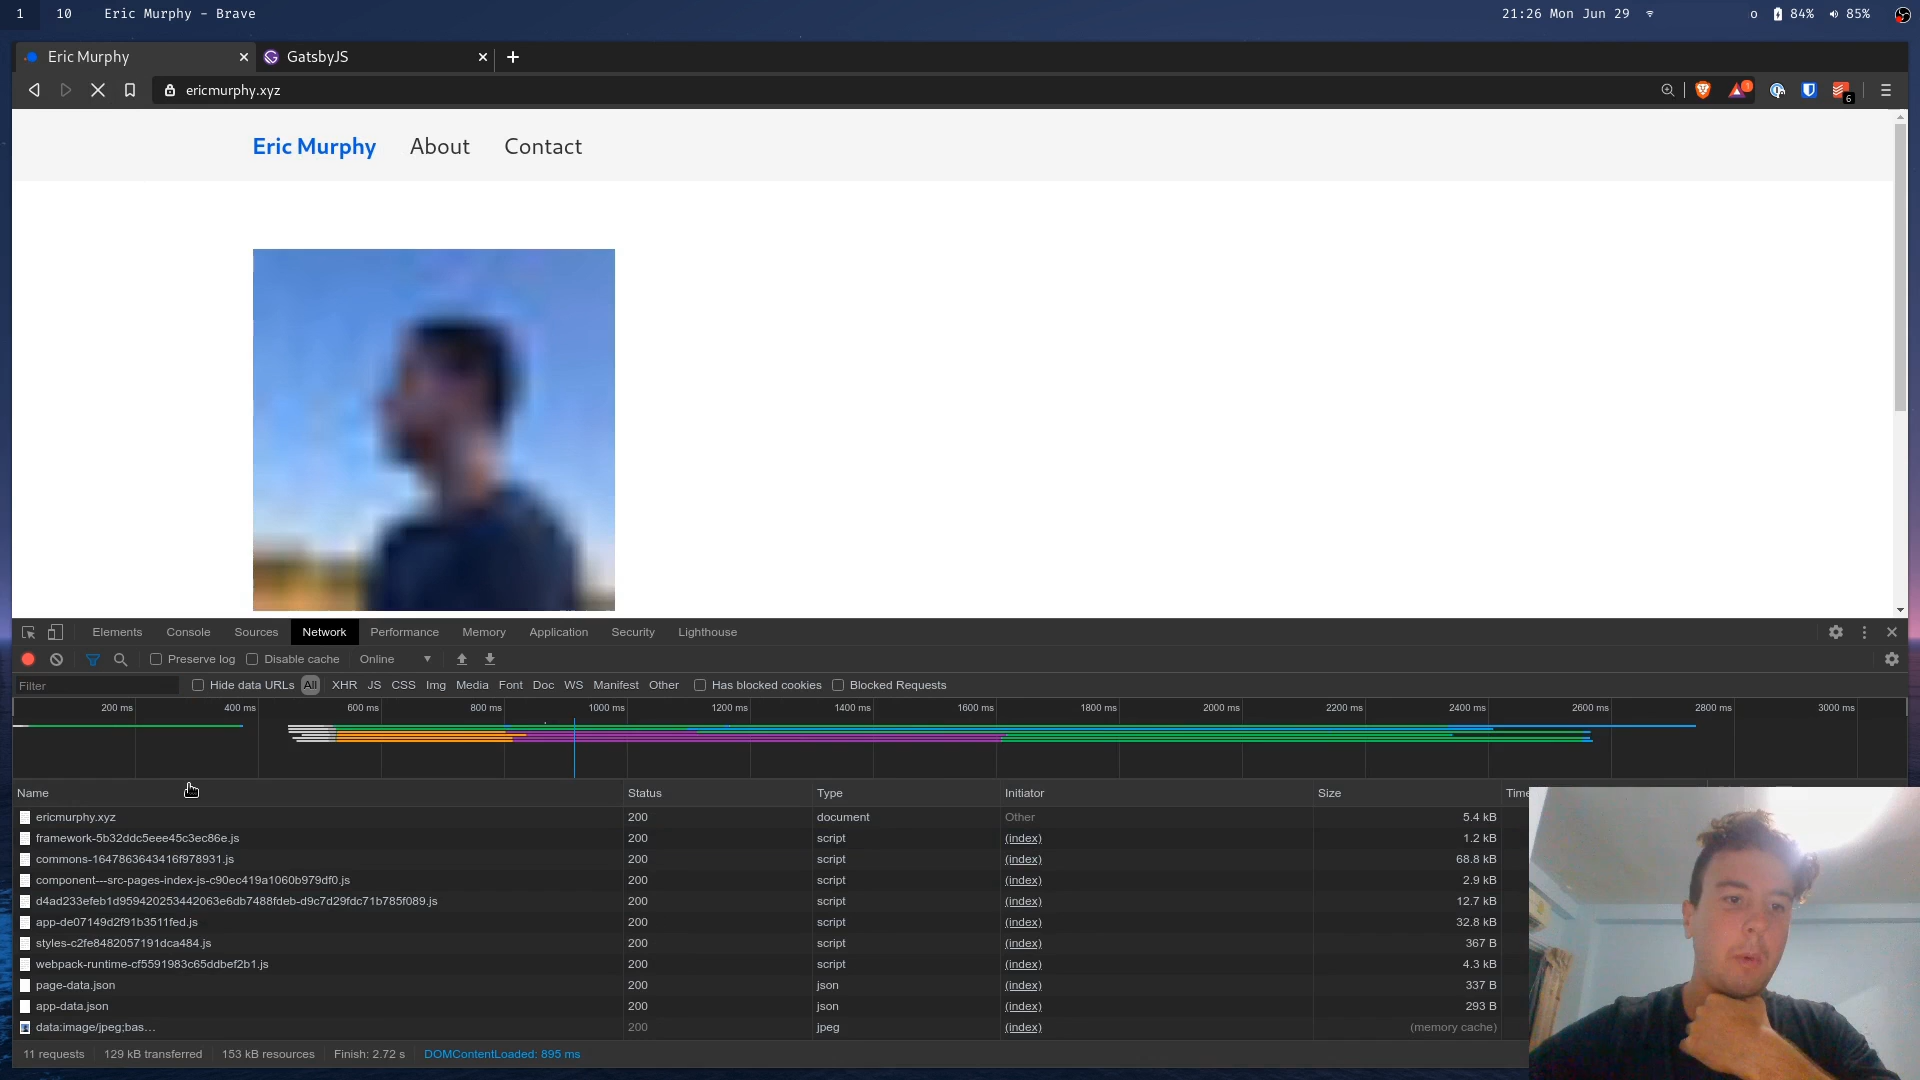 1 10 Eric Murphy - Brave 21:26 Mon Jun 29 84% 85%
Eric Murphy GatsbyJS
ericmurphy.xyz 1 6
Eric Murphy About Contact
Elements Console Sources Network Performance Memory Application Security Lighthouse
Preserve log Disable cache Online
Filter Hide data URLs All XHR JS CSS Img Media Font Doc WS Manifest Other Has blocked cookies Blocked Requests
200 ms 400 ms 600 ms 800 ms 1000 ms 1200 ms 1400 ms 1600 ms 1800 ms 2000 ms 2200 ms 2400 ms 2600 ms 2800 ms 3000 ms
Name Status Type Initiator Size Time
ericmurphy.xyz 200 document Other 5.4 kB
framework-5b32ddc5eee45c3ec86e.js 200 script (index) 1.2 kB
commons-1647863643416f978931.js 200 script (index) 68.8 kB
component---src-pages-index-js-c90ec419a1060b979df0.js 200 script (index) 2.9 kB
d4ad233efeb1d959420253442063e6db7488fdeb-d9c7d29fdc71b785f089.js 200 script (index) 12.7 kB
app-de07149d2f91b3511fed.js 200 script (index) 32.8 kB
styles-c2fe8482057191dca484.js 200 script (index) 367 B
webpack-runtime-cf5591983c65ddbef2b1.js 200 script (index) 4.3 kB
page-data.json 200 json (index) 337 B
app-data.json 200 json (index) 293 B
data:image/jpeg;bas… 200 jpeg (index) (memory cache)
11 requests 129 kB transferred 153 kB resources Finish: 2.72 s DOMContentLoaded: 895 ms